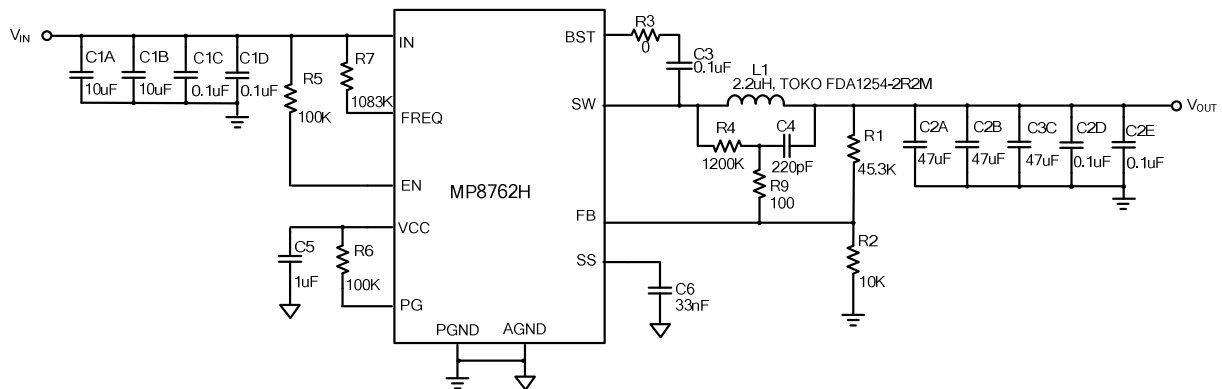 VIN
C1A
10uF
C1B
10uF
C1C
0.1uF
C1D
0.1uF
R5
100K
R7
1083K
IN
FREQ
EN
VCC
PG
PGND
AGND
MP8762H
BST
SW
FB
SS
C5
1uF
R6
100K
R3
0
C3
0.1uF
L1
2.2uH, TOKO FDA1254-2R2M
R4
1200K
C4
220pF
R9
100
R1
45.3K
R2
10K
C6
33nF
C2A
47uF
C2B
47uF
C3C
47uF
C2D
0.1uF
C2E
0.1uF
VOUT